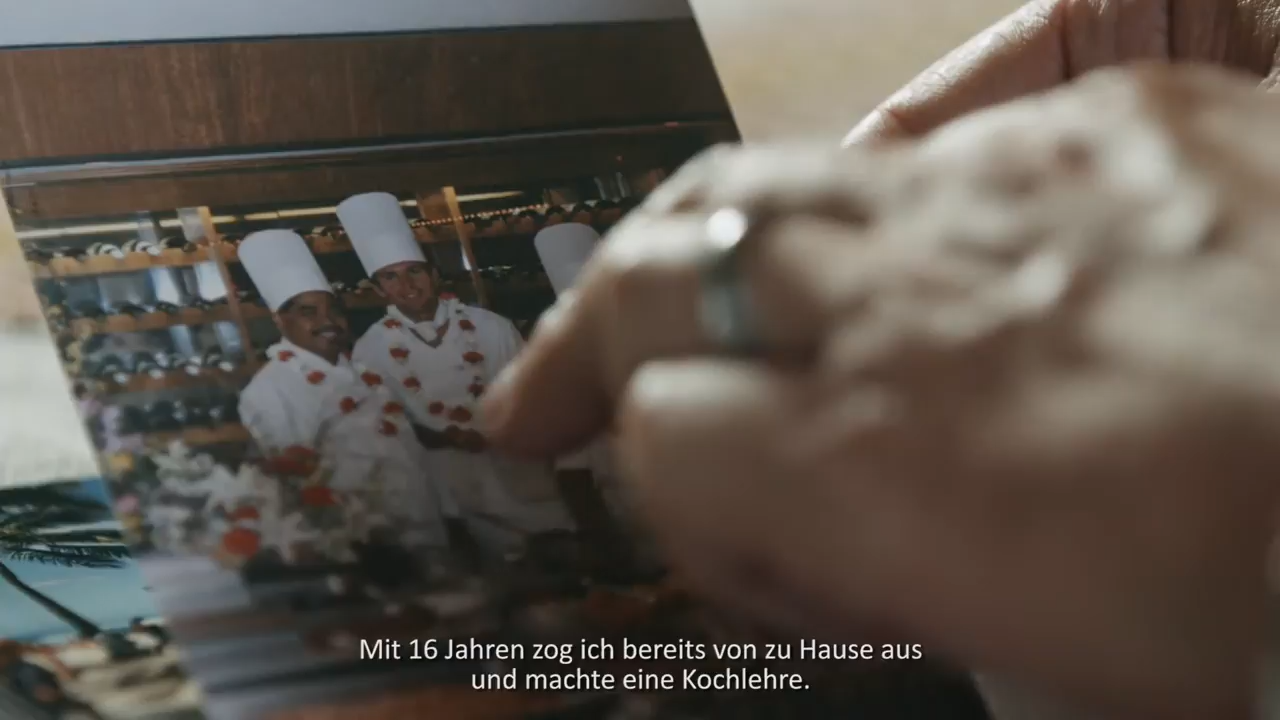 Mit 16 Jahren zog ich bereits von zu Hause aus
und machte eine Kochlehre.